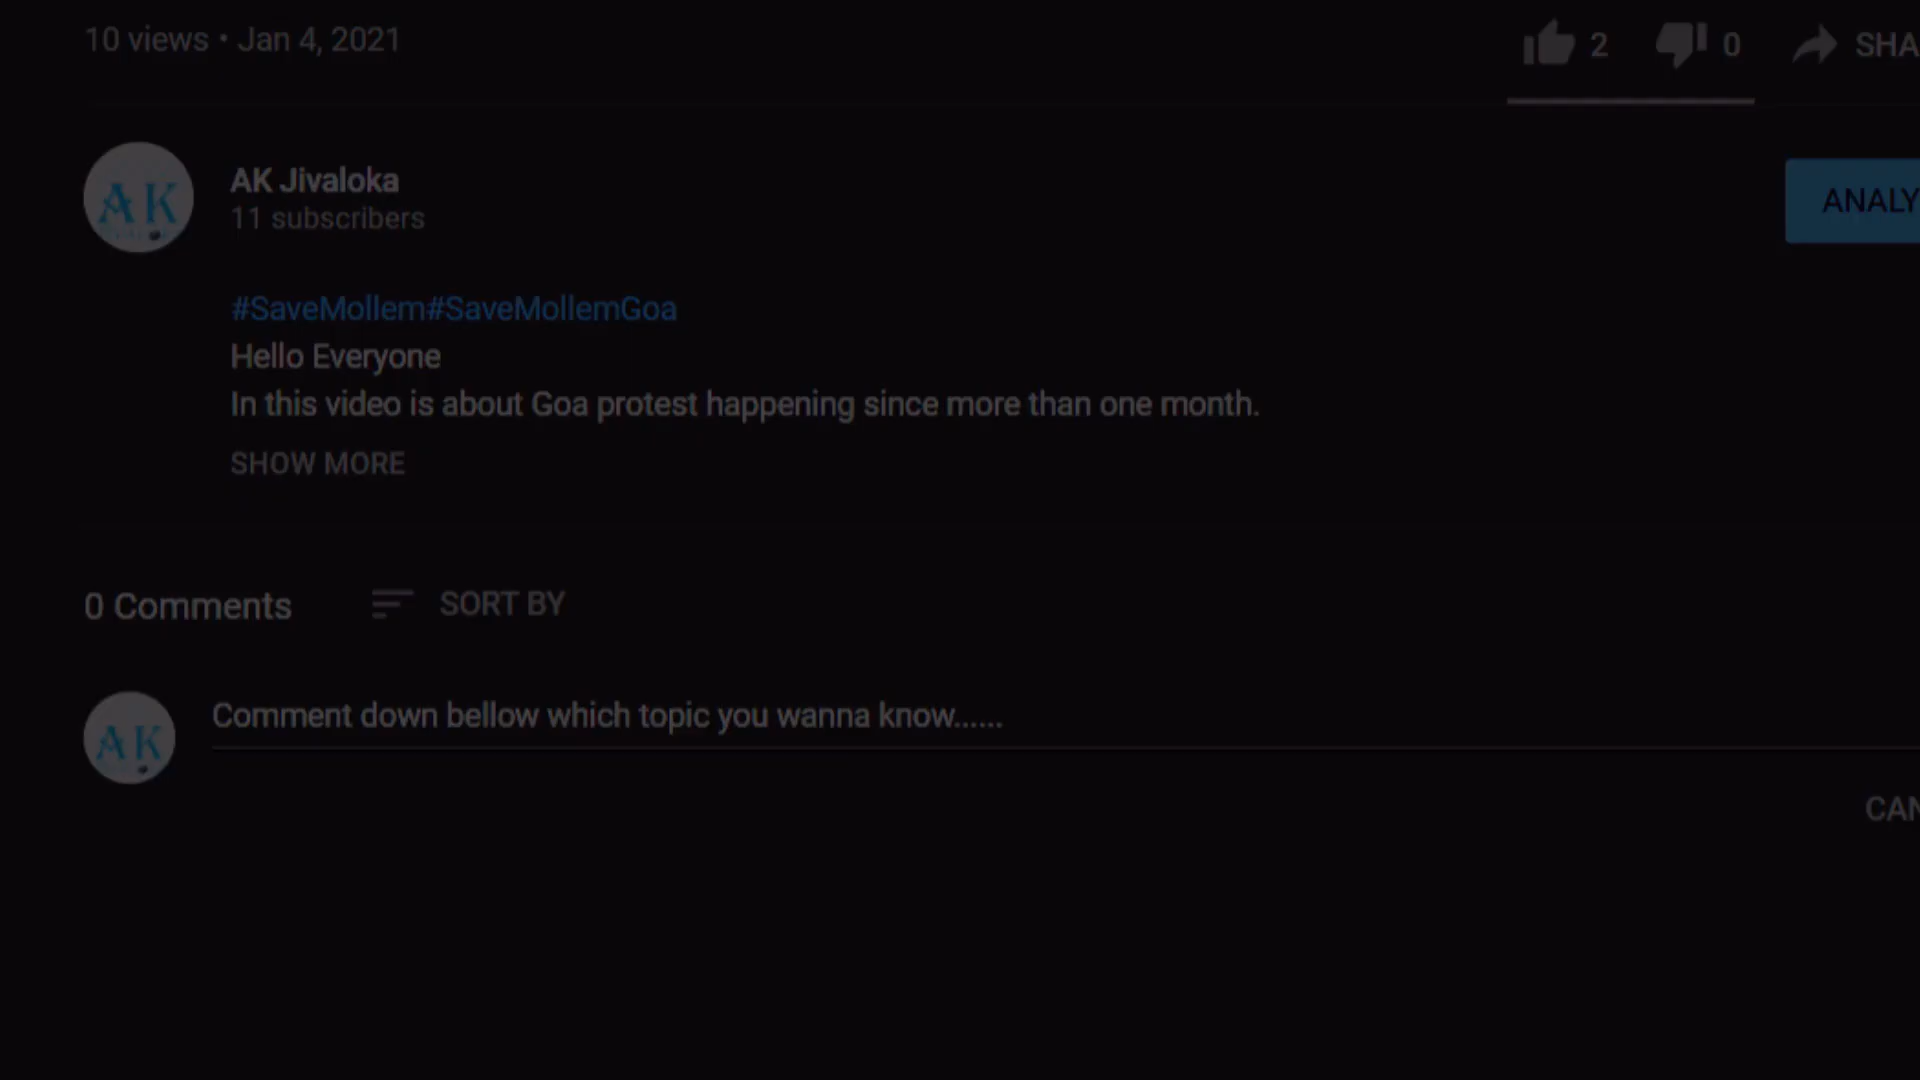 10 views • Jan 4, 2021
2
0
SHA
AK
AK Jivaloka
11 subscribers
ANALY
#SaveMollem#SaveMollemGoa
Hello Everyone
In this video is about Goa protest happening since more than one month.
SHOW MORE
0 Comments
SORT BY
AK
Comment down bellow which topic you wanna know......
CAN